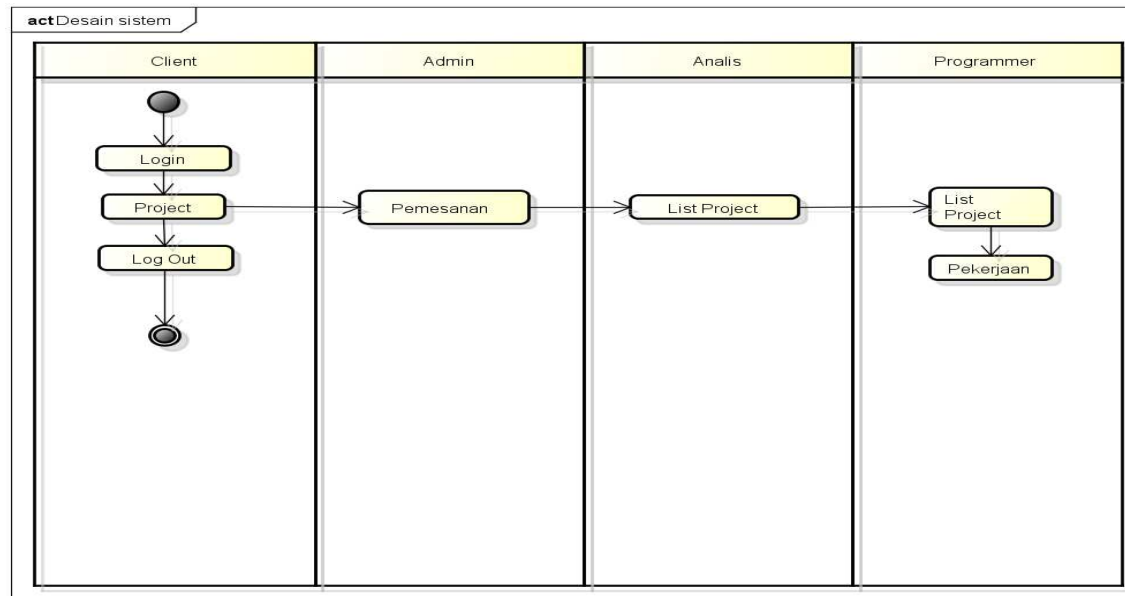 act Desain sistem
Client
Admin
Analis
Programmer
Login
Project
Pemesanan
List Project
List
Project
Log Out
Pekerjaan